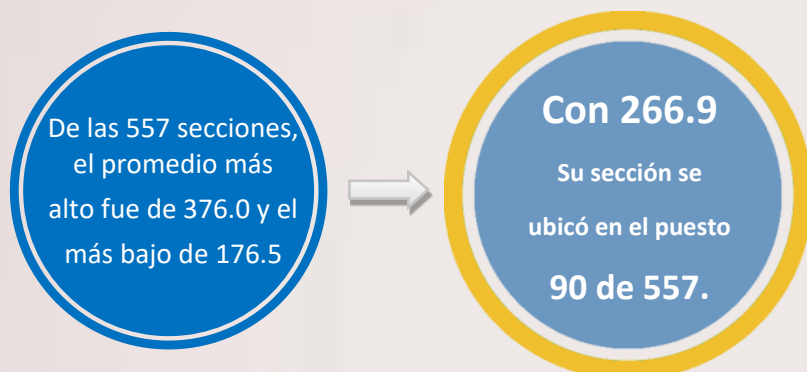 De las 557 secciones,
el promedio más
alto fue de 376.0 y el
más bajo de 176.5
Con 266.9
Su sección se
ubicó en el puesto
90 de 557.